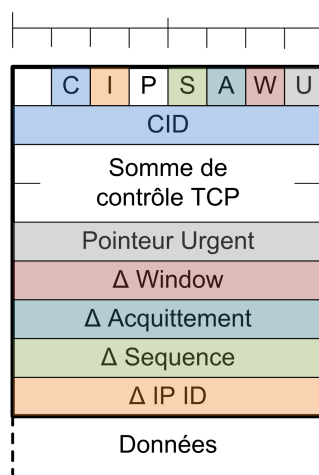 C I P S A W U
CID
Somme de
contrôle TCP
Pointeur Urgent
Δ Window
Δ Acquittement
Δ Sequence
Δ IP ID
Données